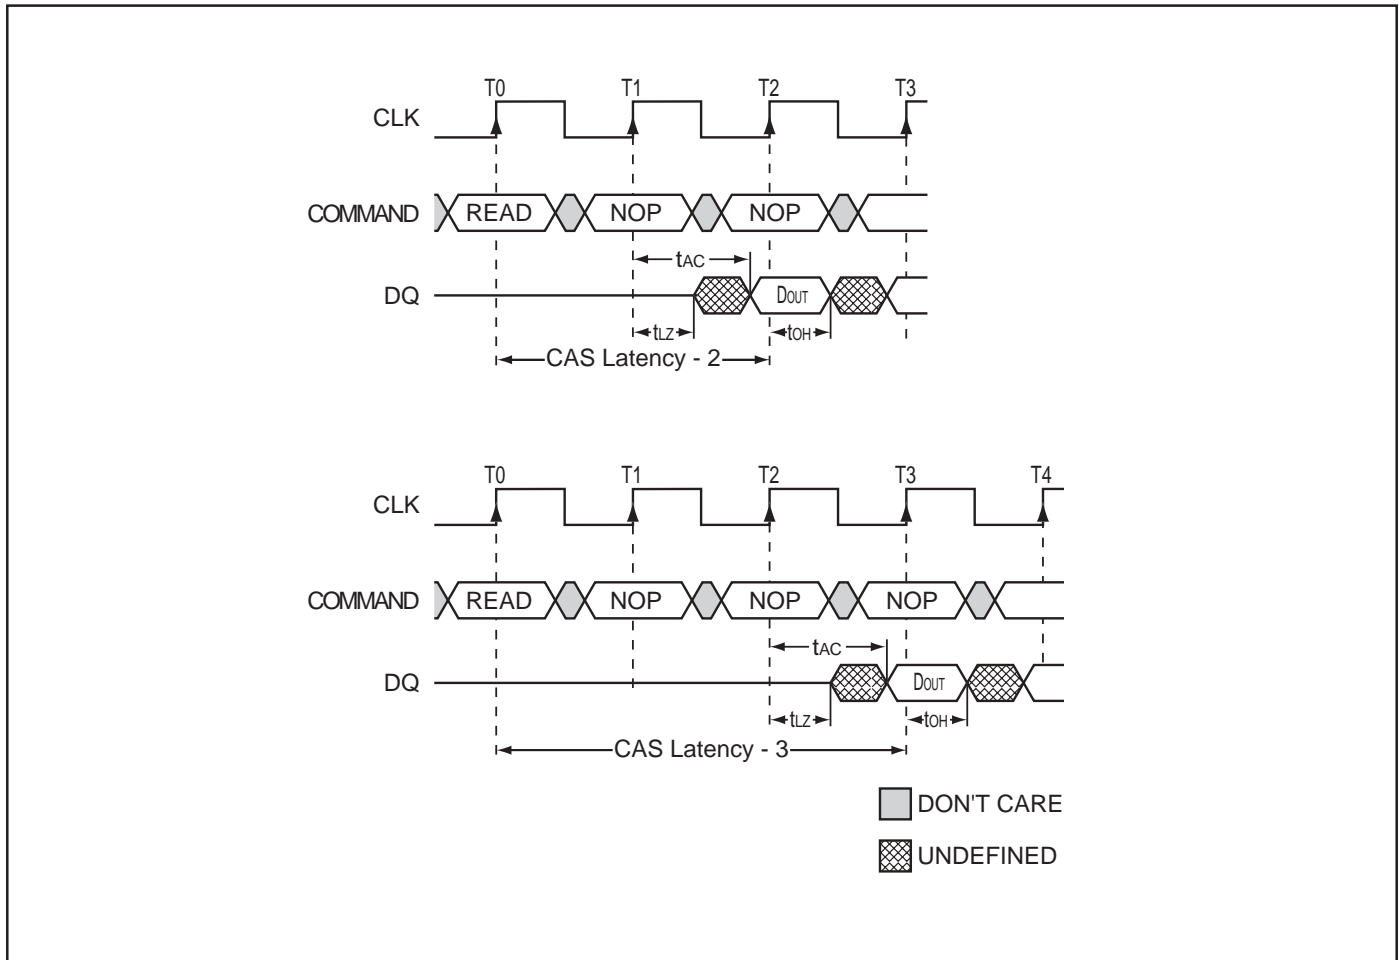 T0 T1 T2 T3
CLK
COMMAND READ NOP NOP
tAC
DQ DOUT
tLZ tOH
CAS Latency - 2
T0 T1 T2 T3 T4
CLK
COMMAND READ NOP NOP NOP
tAC
DQ DOUT
tLZ tOH
CAS Latency - 3
DON'T CARE
UNDEFINED